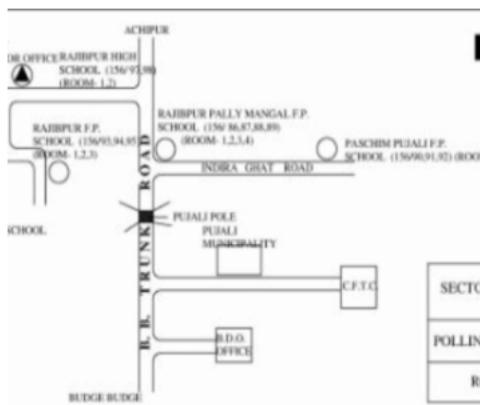 ACHIPUR
OR OFFICE
RAJIBPUR HIGH
SCHOOL (156/97,98)
(ROOM- 1,2)
RAJIBPUR PALLY MANGAL F.P.
SCHOOL (156/ 86,87,88,89)
(ROOM- 1,2,3,4)
RAJIBPUR F.P.
SCHOOL (156/93,94,95)
(ROOM- 1,2,3)
PASCHIM PUJALI F.P.
SCHOOL (156/90,91,92) (ROO
INDIRA GHAT ROAD
B. B. TRUNK ROAD
PUJALI POLE
PUJALI
MUNICIPALITY
SCHOOL
C.F.T.C.
SECTO
B.D.O.
OFFICE
POLLIN
R
BUDGE BUDGE